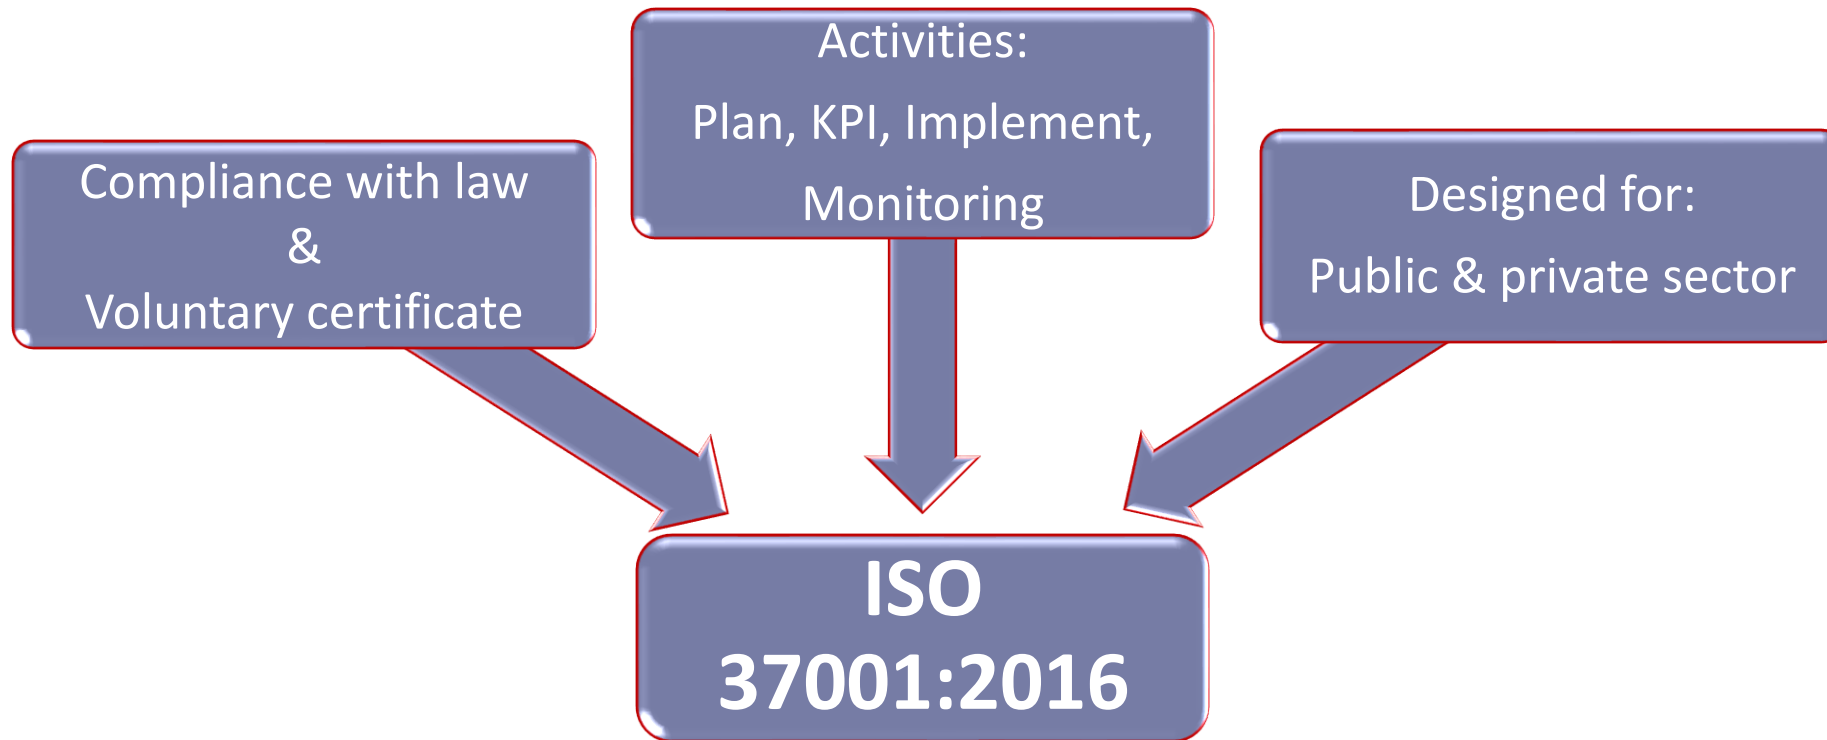 Compliance with law
&
Voluntary certificate
Activities:
Plan, KPI, Implement,
Monitoring
Designed for:
Public & private sector
ISO
37001:2016